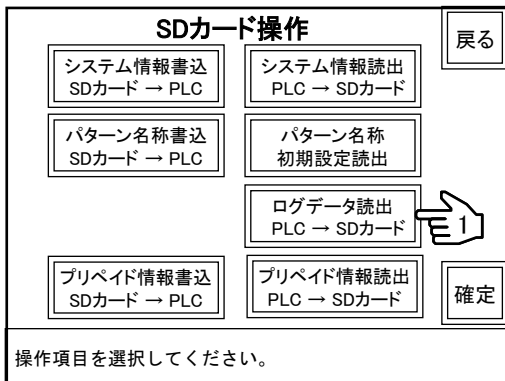 SDカード操作
戻る
システム情報書込
SDカード → PLC
システム情報読出
PLC → SDカード
パターン名称書込
SDカード → PLC
パターン名称
初期設定読出
ログデータ読出
PLC → SDカード
1
プリペイド情報書込
SDカード → PLC
プリペイド情報読出
PLC → SDカード
確定
操作項目を選択してください。